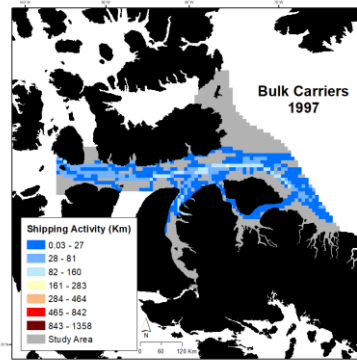 Bulk Carriers
1997
Shipping Activity (Km)
0.03 - 27
28 - 81
82 - 160
161 - 283
284 - 464
465 - 842
843 - 1358
Study Area
N
0 60 120 Km